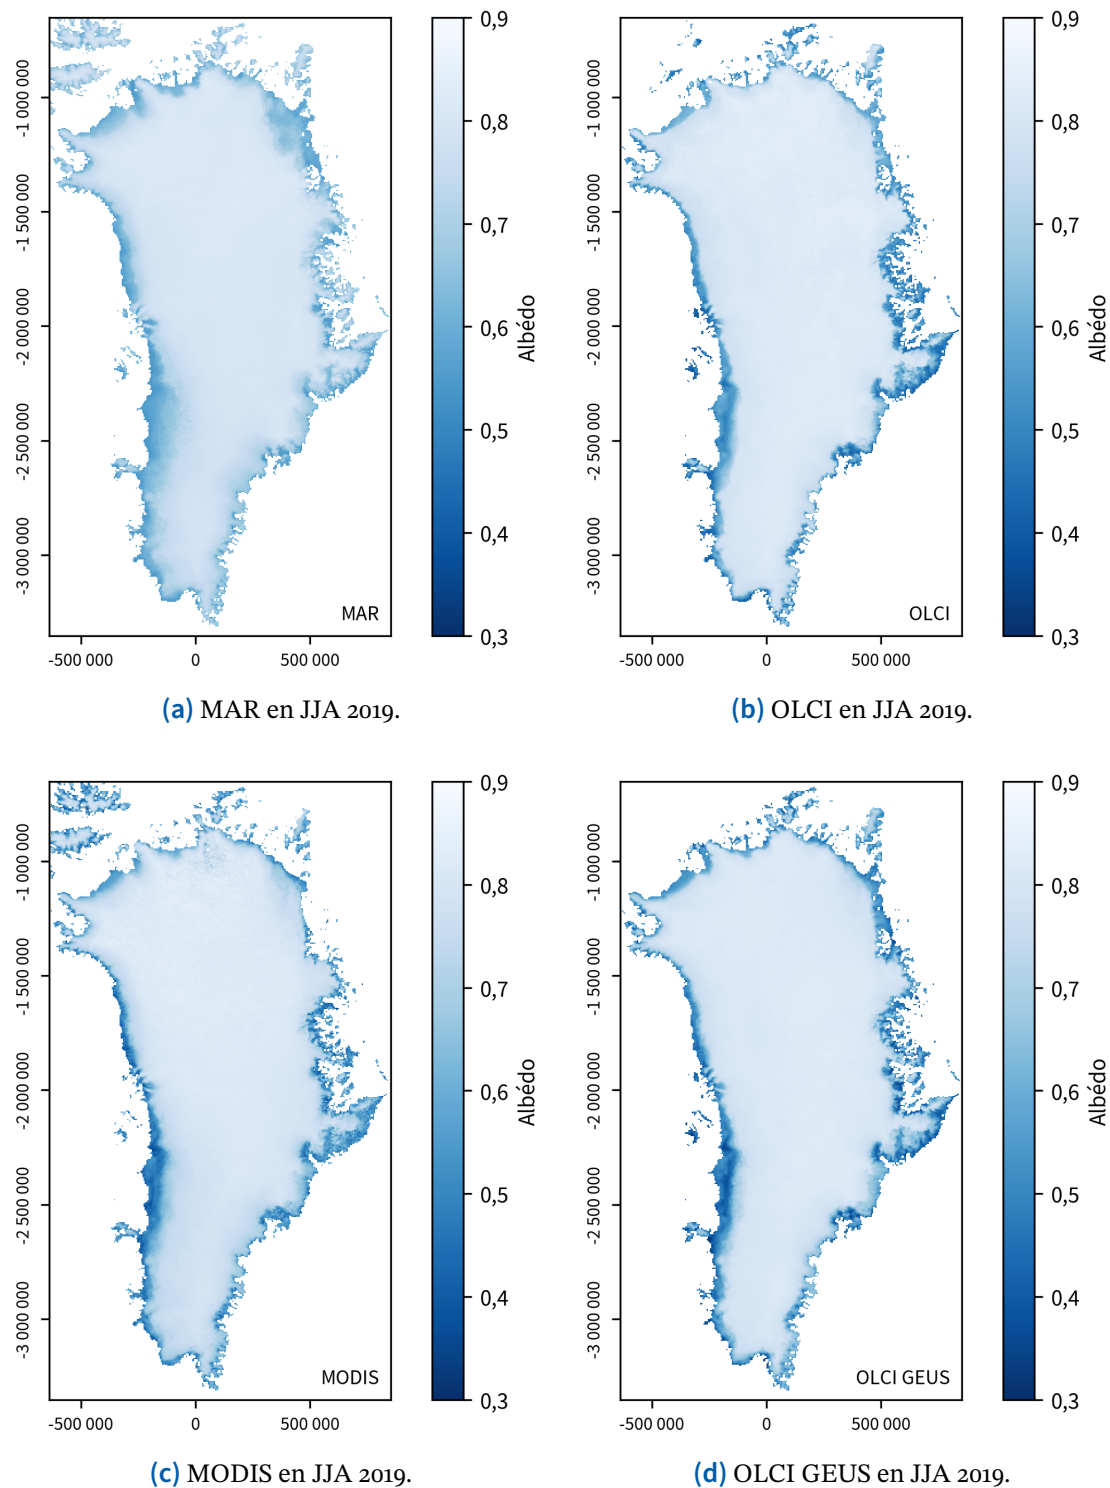 0,9
0,8
0,7
0,6
0,5
0,4
0,3
Albédo
-1 000 000
-1 500 000
-2 000 000
-2 500 000
-3 000 000
-500 000 0 500 000
MAR
(a) MAR en JJA 2019.
0,9
0,8
0,7
0,6
0,5
0,4
0,3
Albédo
-1 000 000
-1 500 000
-2 000 000
-2 500 000
-3 000 000
-500 000 0 500 000
OLCI
(b) OLCI en JJA 2019.
0,9
0,8
0,7
0,6
0,5
0,4
0,3
Albédo
-1 000 000
-1 500 000
-2 000 000
-2 500 000
-3 000 000
-500 000 0 500 000
MODIS
(c) MODIS en JJA 2019.
0,9
0,8
0,7
0,6
0,5
0,4
0,3
Albédo
-1 000 000
-1 500 000
-2 000 000
-2 500 000
-3 000 000
-500 000 0 500 000
OLCI GEUS
(d) OLCI GEUS en JJA 2019.